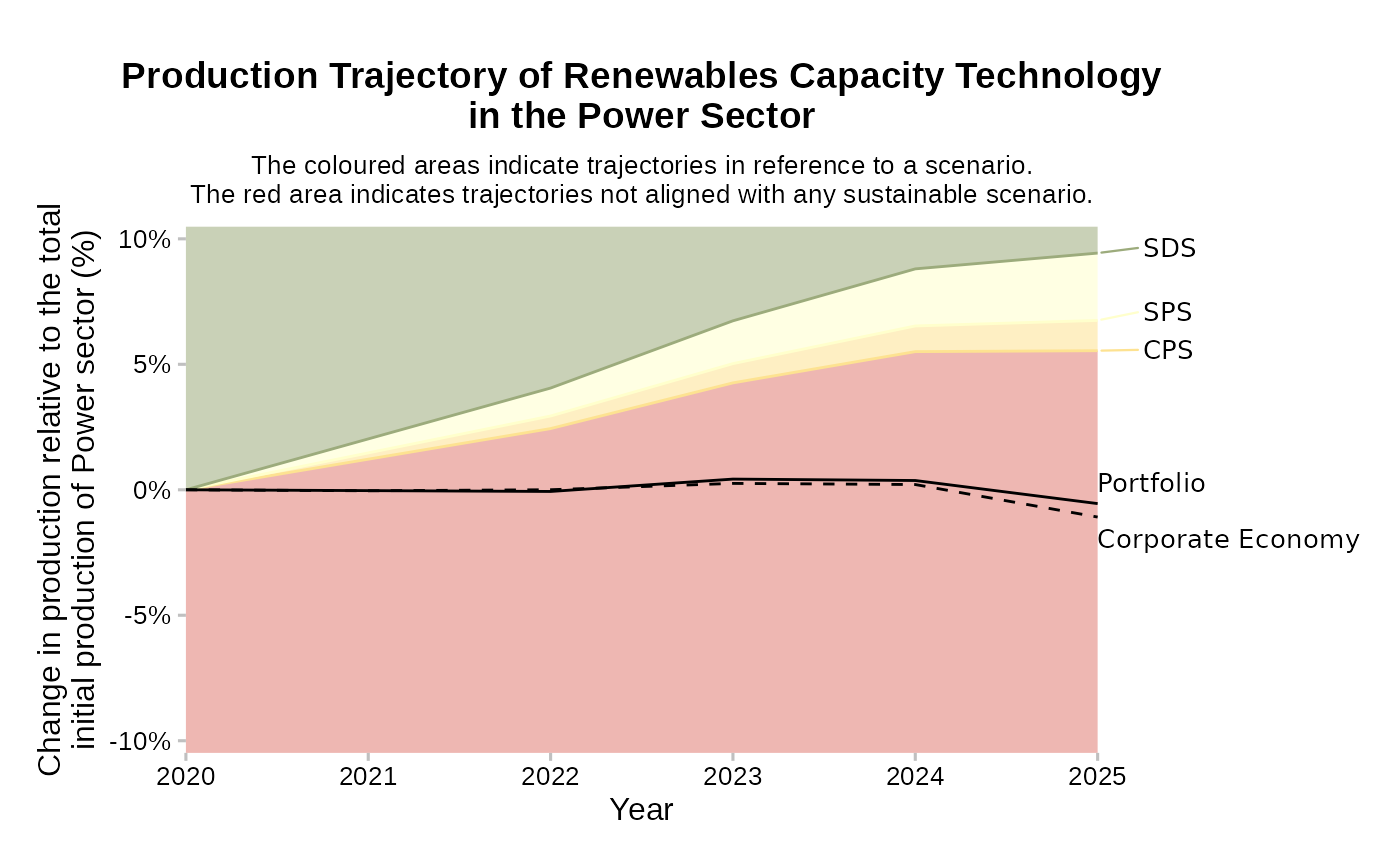 Production Trajectory of Renewables Capacity Technology
in the Power Sector
The coloured areas indicate trajectories in reference to a scenario.
The red area indicates trajectories not aligned with any sustainable scenario.
Change in production relative to the total
initial production of Power sector (%)
10%
5%
0%
-5%
-10%
SDS
SPS
CPS
Portfolio
Corporate Economy
2020 2021 2022 2023 2024 2025
Year